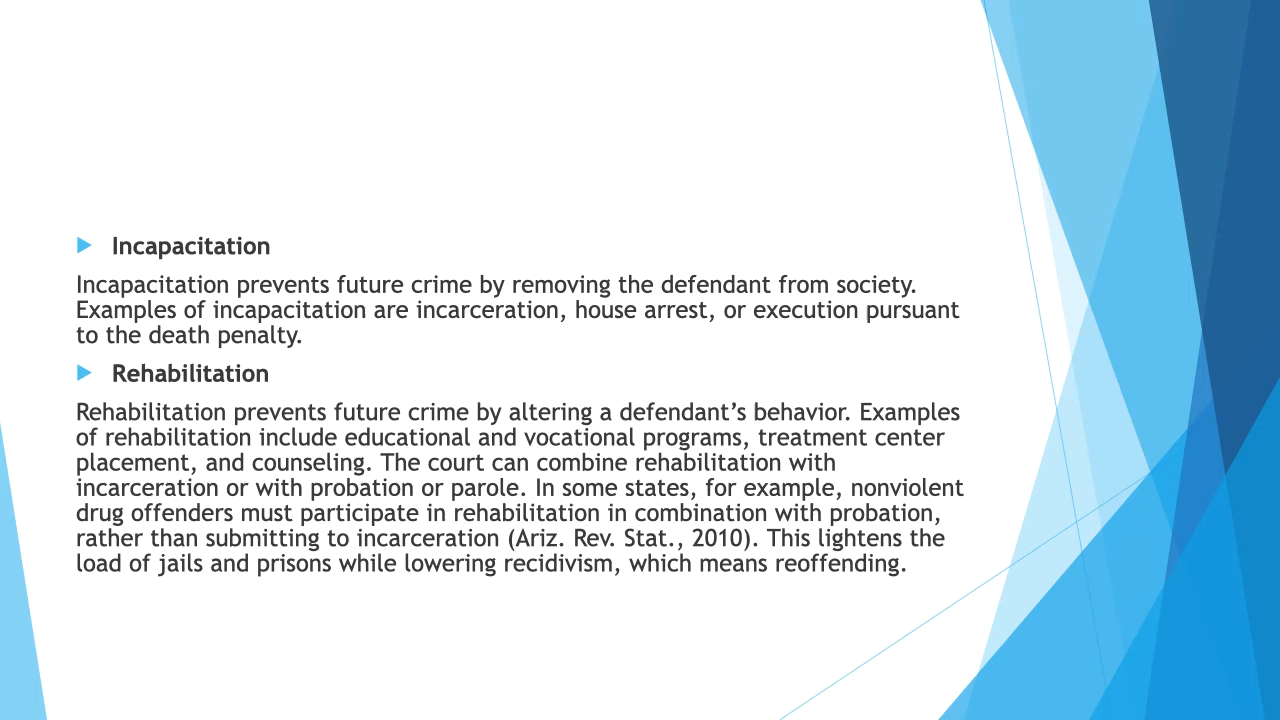 Incapacitation
Incapacitation prevents future crime by removing the defendant from society.
Examples of incapacitation are incarceration, house arrest, or execution pursuant
to the death penalty.
Rehabilitation
Rehabilitation prevents future crime by altering a defendant’s behavior. Examples
of rehabilitation include educational and vocational programs, treatment center
placement, and counseling. The court can combine rehabilitation with
incarceration or with probation or parole. In some states, for example, nonviolent
drug offenders must participate in rehabilitation in combination with probation,
rather than submitting to incarceration (Ariz. Rev. Stat., 2010). This lightens the
load of jails and prisons while lowering recidivism, which means reoffending.